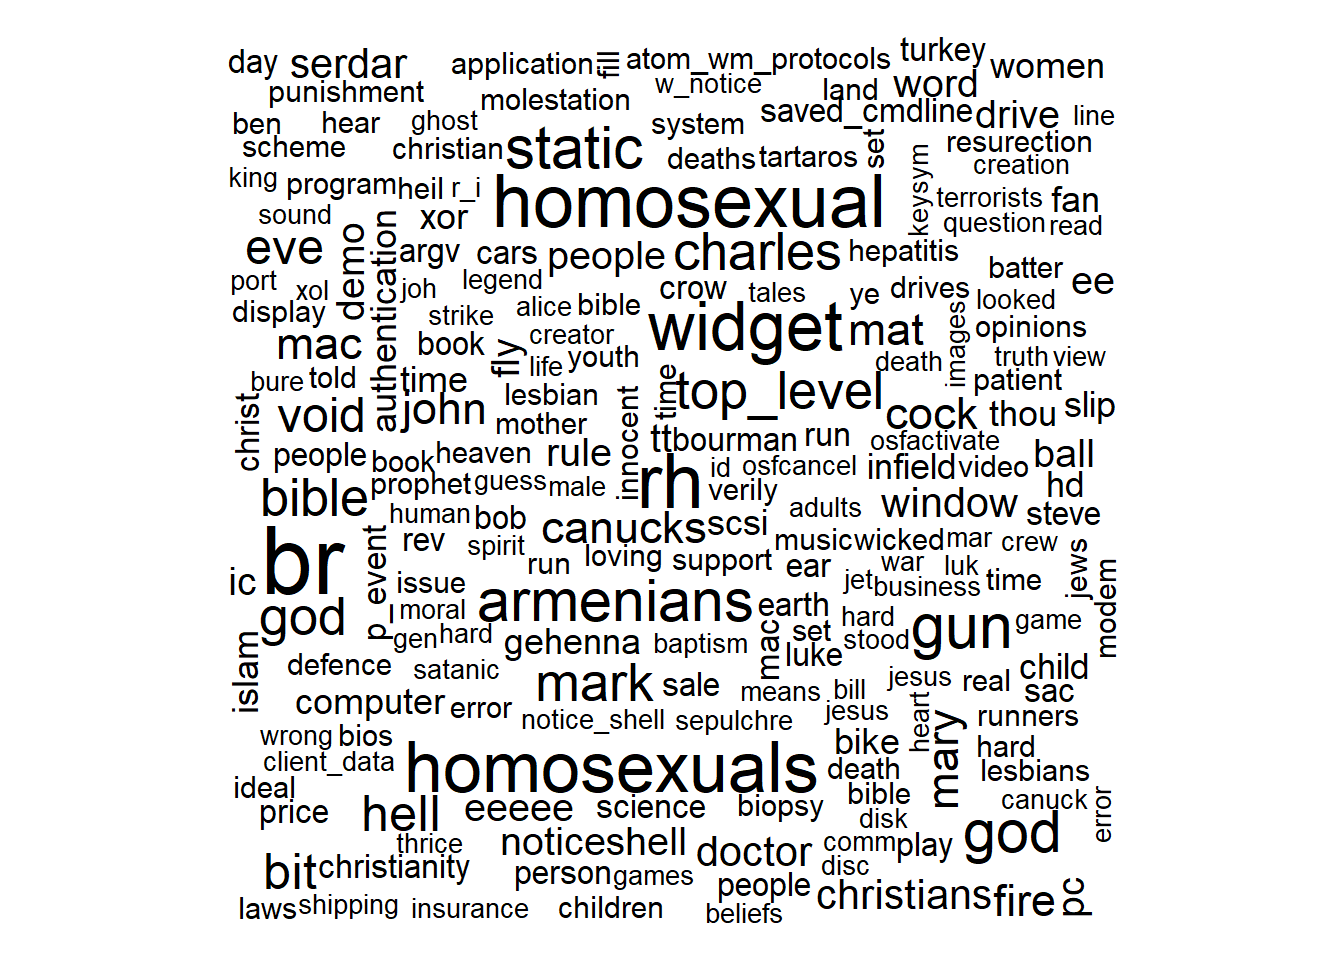 day serdar application fill atom_wm_protocols turkey women
punishment molestation w_notice land word
ben hear ghost system saved_cmdline drive line
scheme christian static deaths tartaros set resurection
creation
king program heil r_i homosexual keysym terrorists fan
sound xor question read
eve demo authentication argv cars people charles hepatitis
port xol joh legend crow tales ye drives batter ee
display strike alice bible widget mat images looked
mac book fly creator opinions
bure told time life youth death truth view
christ void john lesbian time top_level patient
mother innocent cock thou slip
people book heaven rule ttbourman run osfactivate ball
bible prophet guess male rh id osfcancel infield video
verily hd
human bob canucks scsi adults window steve
br rev spirit music wicked mar crew
p_event run loving support ear war luk jews
ic issue jet business time modem
god moral armenians earth hard gun game
gen hard gehenna baptism mac set stood
islam defence satanic luke jesus child
computer error mark sale means bill real sac
notice_shell sepulchre jesus heart mary runners
wrong bios bike hard
client_data homosexuals death lesbians
ideal bible canuck error
price hell eeeee science biopsy disk
thrice noticeshell doctor comm play god
bit christianity disc
person games people christians fire pc
laws shipping insurance children beliefs